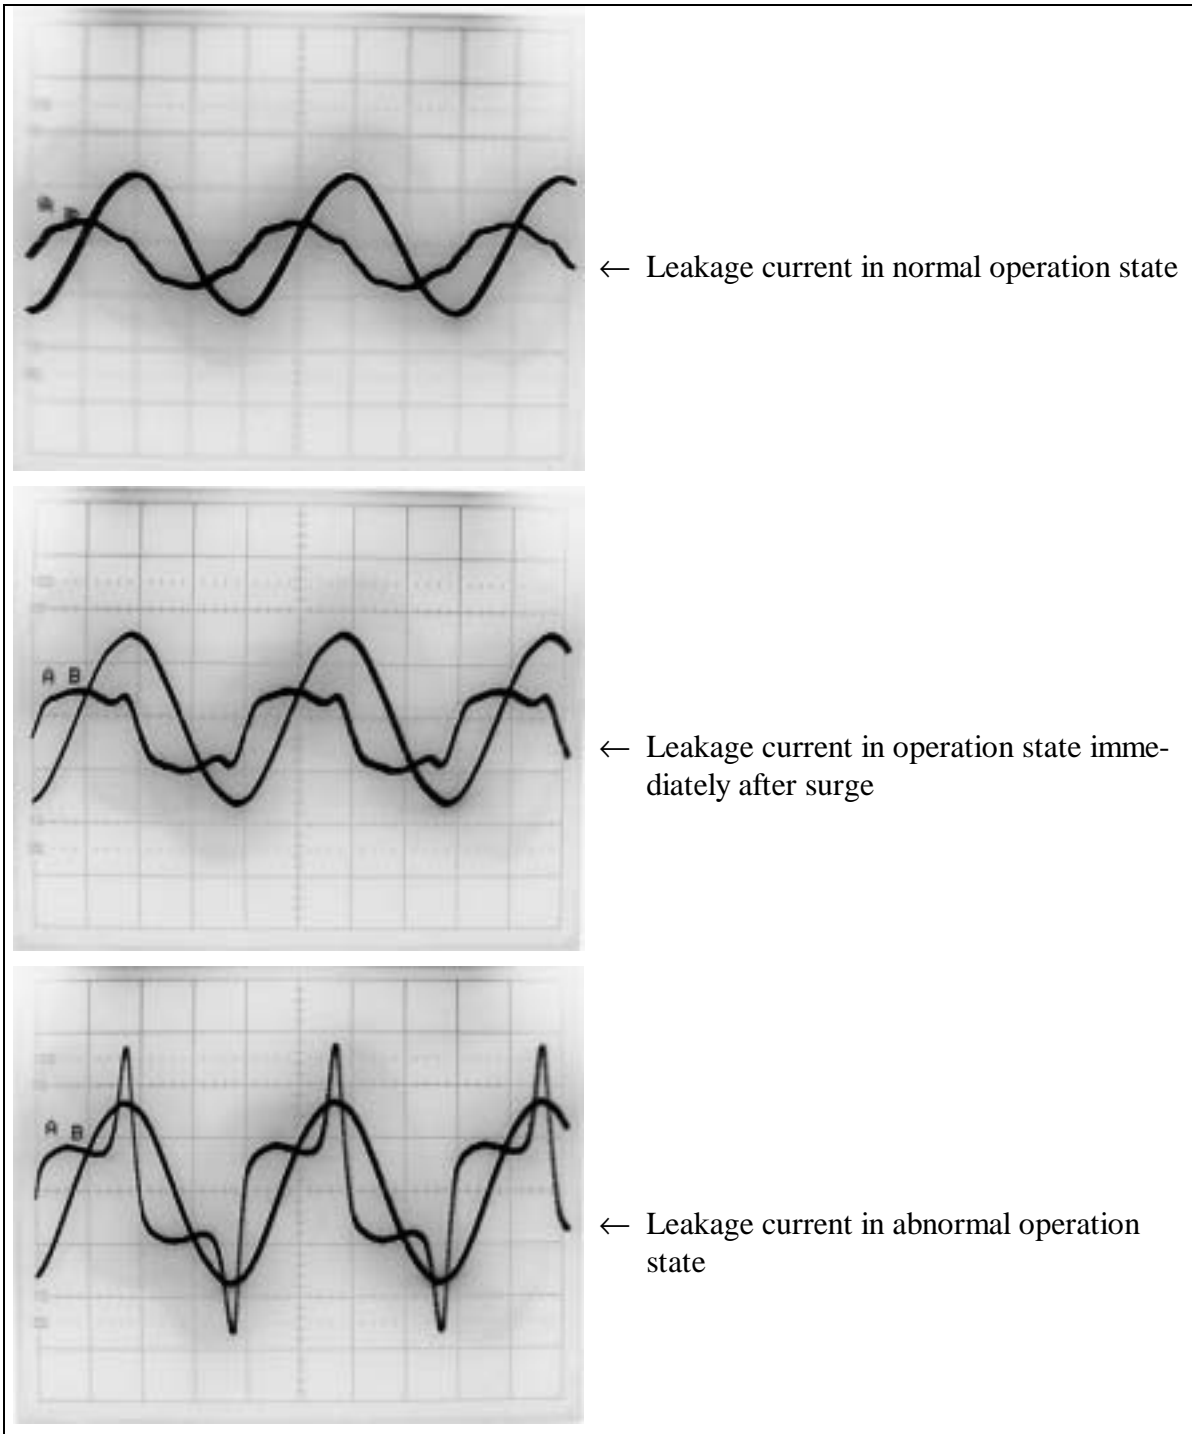 ← Leakage current in normal operation state
A B
← Leakage current in operation state imme-
diately after surge
A B
← Leakage current in abnormal operation
state